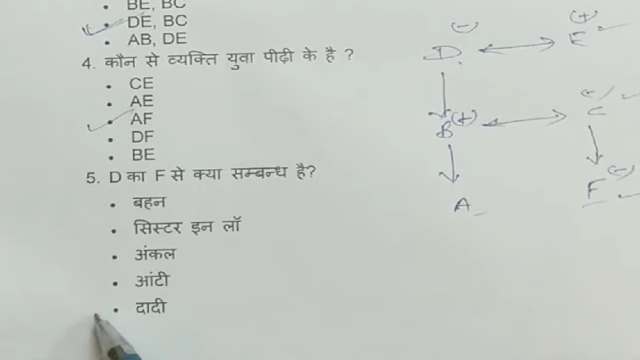 BE, BC
DE, BC
AB, DE
4. कौन से व्यक्ति युवा पीढ़ी के है ?
CE
AE
AF
DF
BE
5. D का F से क्या सम्बन्ध है?
बहन
सिस्टर इन लॉ
अंकल
आंटी
दादी
(-) (+)
D. E
(+) (-)
B C
(-)
A F